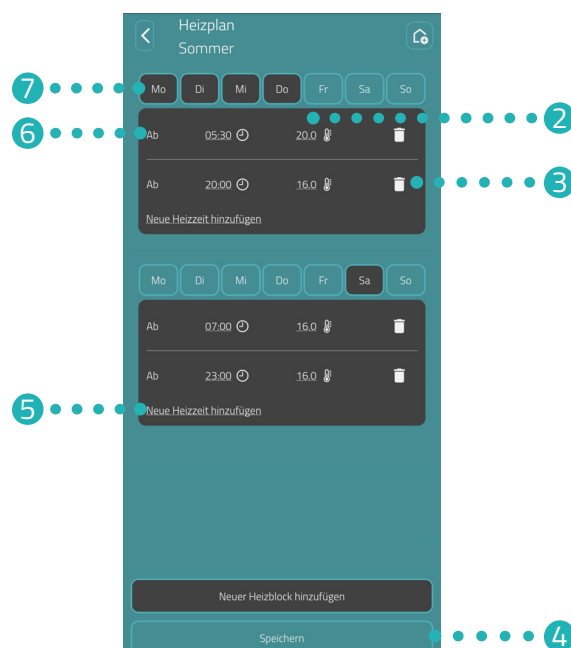 Heizplan
Sommer
7 Mo Di Mi Do Fr Sa So
2
6 Ab 05:30 20.0
Ab 20:00 16.0 3
Neue Heizzeit hinzufügen
Mo Di Mi Do Fr Sa So
Ab 07:00 16.0
Ab 23:00 16.0
5 Neue Heizzeit hinzufügen
Neuer Heizblock hinzufügen
Speichern 4